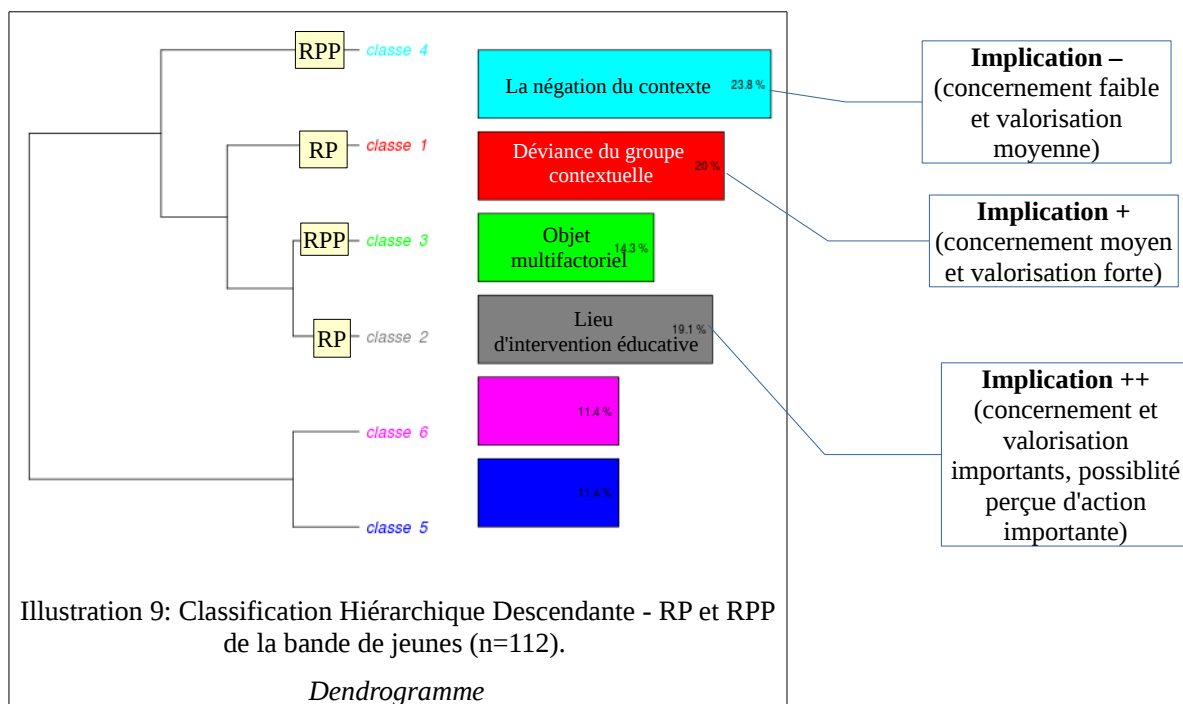 RPP
classe 4
La négation du contexte
23.8 %
Implication –
(concernement faible
et valorisation
moyenne)
RP
classe 1
Déviance du groupe
contextuelle
20 %
Implication +
(concernement moyen
et valorisation forte)
RPP
classe 3
Objet
multifactoriel
14.3 %
RP
classe 2
Lieu
d'intervention éducative
19.1 %
Implication ++
(concernement et
valorisation
importants, possiblité
perçue d'action
importante)
classe 6
11.4 %
classe 5
11.4 %
Illustration 9: Classification Hiérarchique Descendante - RP et RPP
de la bande de jeunes (n=112).
Dendrogramme